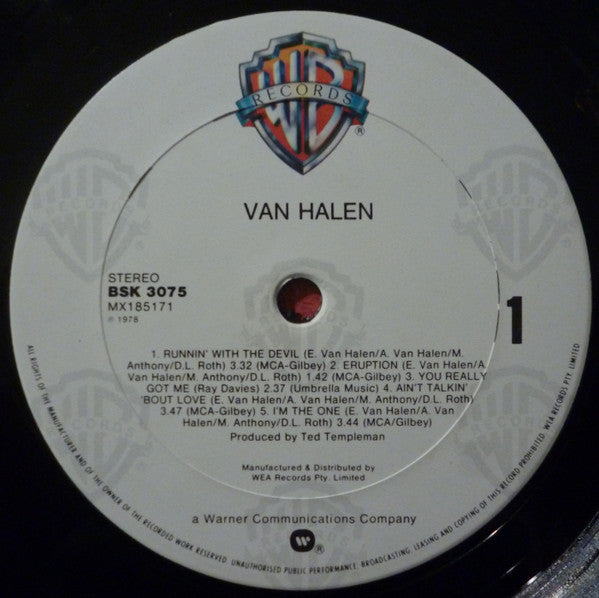 WB
RECORDS
®
VAN HALEN
STEREO
BSK 3075
MX185171
℗ 1978
1
1. RUNNIN' WITH THE DEVIL (E. Van Halen/A. Van Halen/M.
Anthony/D.L. Roth) 3.32 (MCA-Gilbey) 2. ERUPTION (E. Van Halen/A.
Van Halen/M. Anthony/D.L. Roth) 1.42 (MCA-Gilbey) 3. YOU REALLY
GOT ME (Ray Davies) 2.37 (Umbrella Music) 4. AIN'T TALKIN'
'BOUT LOVE (E. Van Halen/A. Van Halen/M. Anthony/D.L. Roth)
3.47 (MCA-Gilbey) 5. I'M THE ONE (E. Van Halen/A. Van
Halen/M. Anthony/D.L. Roth) 3.44 (MCA/Gilbey)
Produced by Ted Templeman
Manufactured & Distributed by
WEA Records Pty. Limited
a Warner Communications Company
®
ALL RIGHTS OF THE MANUFACTURER AND OF THE OWNER OF THE RECORDED WORK RESERVED. UNAUTHORISED PUBLIC PERFORMANCE, BROADCASTING, LEASING AND COPYING OF THIS RECORD PROHIBITED. WEA RECORDS PTY. LIMITED